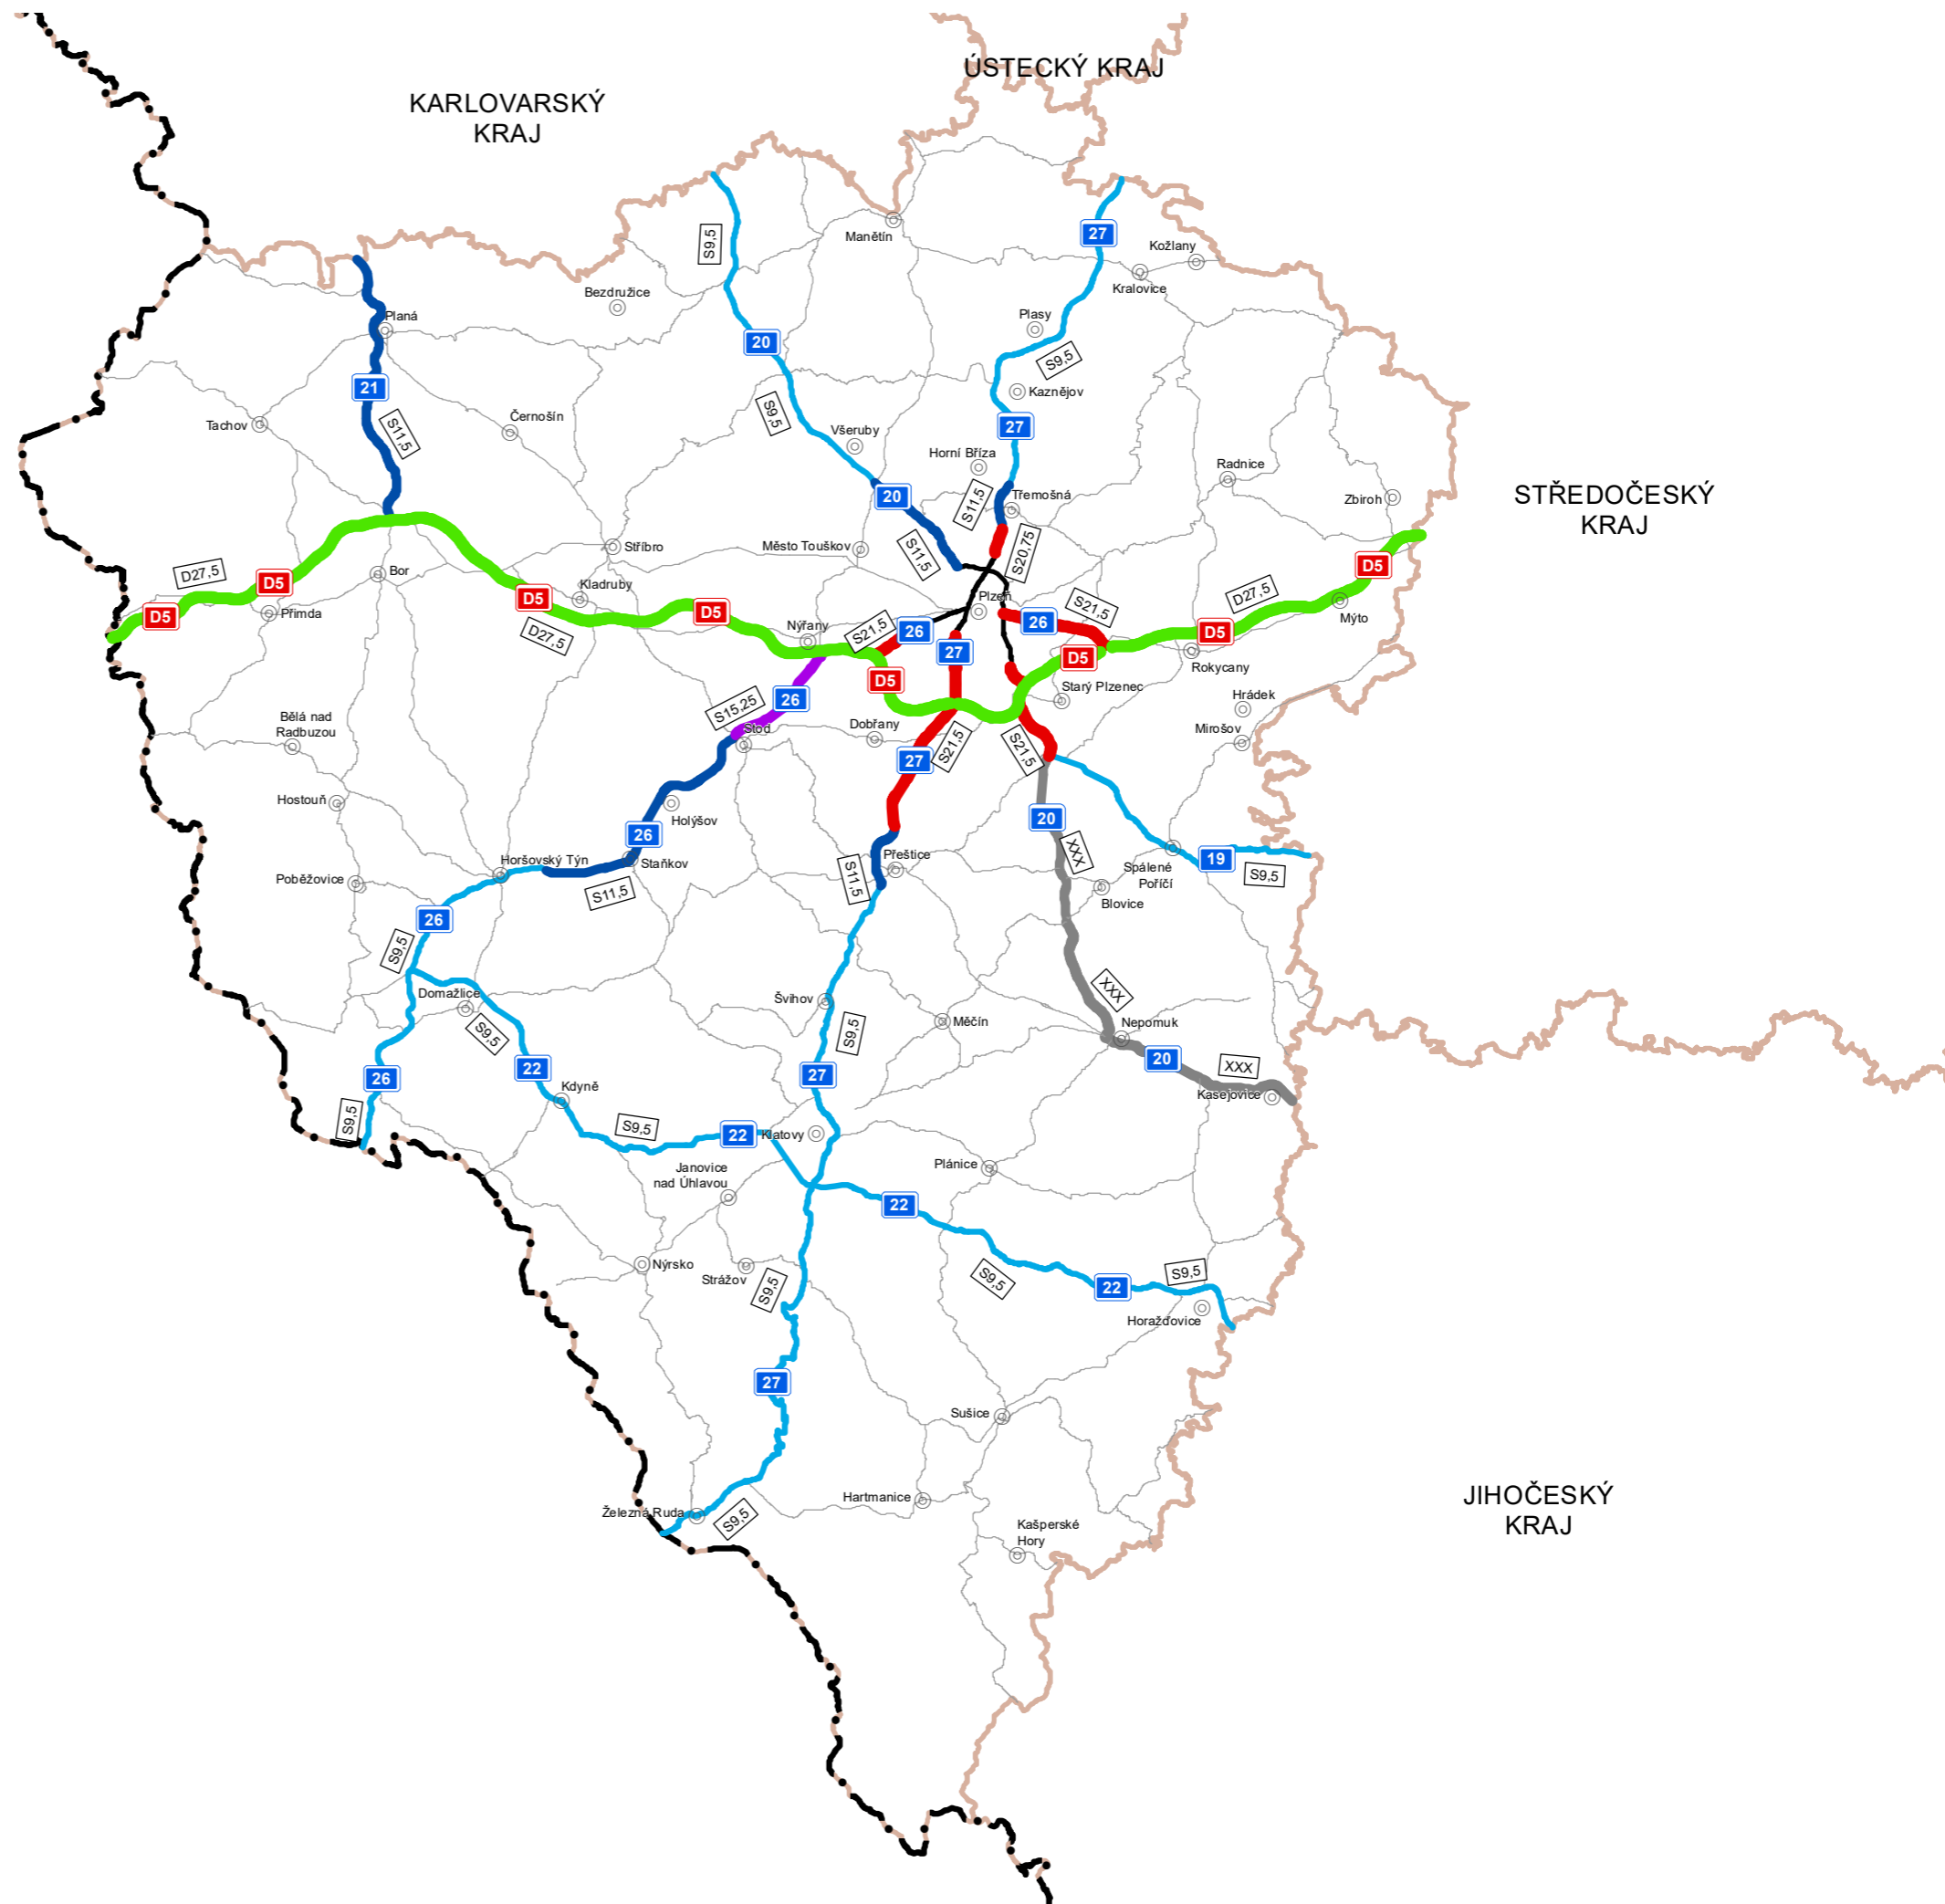 ÚSTECKÝ KRAJ
KARLOVARSKÝ
KRAJ
S9,5
Manětín
27
Kožlany
Kralovice
Bezdružice
Planá
Plasy
20
S9,5
21
Kaznějov
S9,5
Černošín
Tachov
S11,5
Všeruby
27
Horní Bříza
Radnice
Zbiroh
STŘEDOČESKÝ
KRAJ
20
S11,5
Třemošná
Město Touškov
Stříbro
S11,5
S20,75
D5
Bor
D27,5
D5
Přimda
D5
Kladruby
D5
D27,5
D5
Plzeň
S21,5
D27,5
Mýto
Nýřany
S21,5
26
26
D5
27
D5
Rokycany
D5
Starý Plzenec
26
S15,25
Hrádek
Bělá nad
Radbuzou
Stod
Dobřany
Mirošov
27
S21,5
S21,5
Hostouň
Holýšov
20
26
XXX
Horšovský Týn
Staňkov
Přeštice
19
Spálené
Poříčí
S9,5
Poběžovice
S11,5
S11,5
Blovice
26
S9,5
Domažlice
XXX
Švihov
Měčín
Nepomuk
S9,5
S9,5
22
27
20
XXX
26
Kdyně
Kasejovice
S9,5
S9,5
22
Klatovy
Janovice
nad Úhlavou
Plánice
22
Nýrsko
Strážov
S9,5
S9,5
22
S9,5
Horažďovice
27
Sušice
Hartmanice
Železná Ruda
S9,5
JIHOČESKÝ
KRAJ
Kašperské
Hory